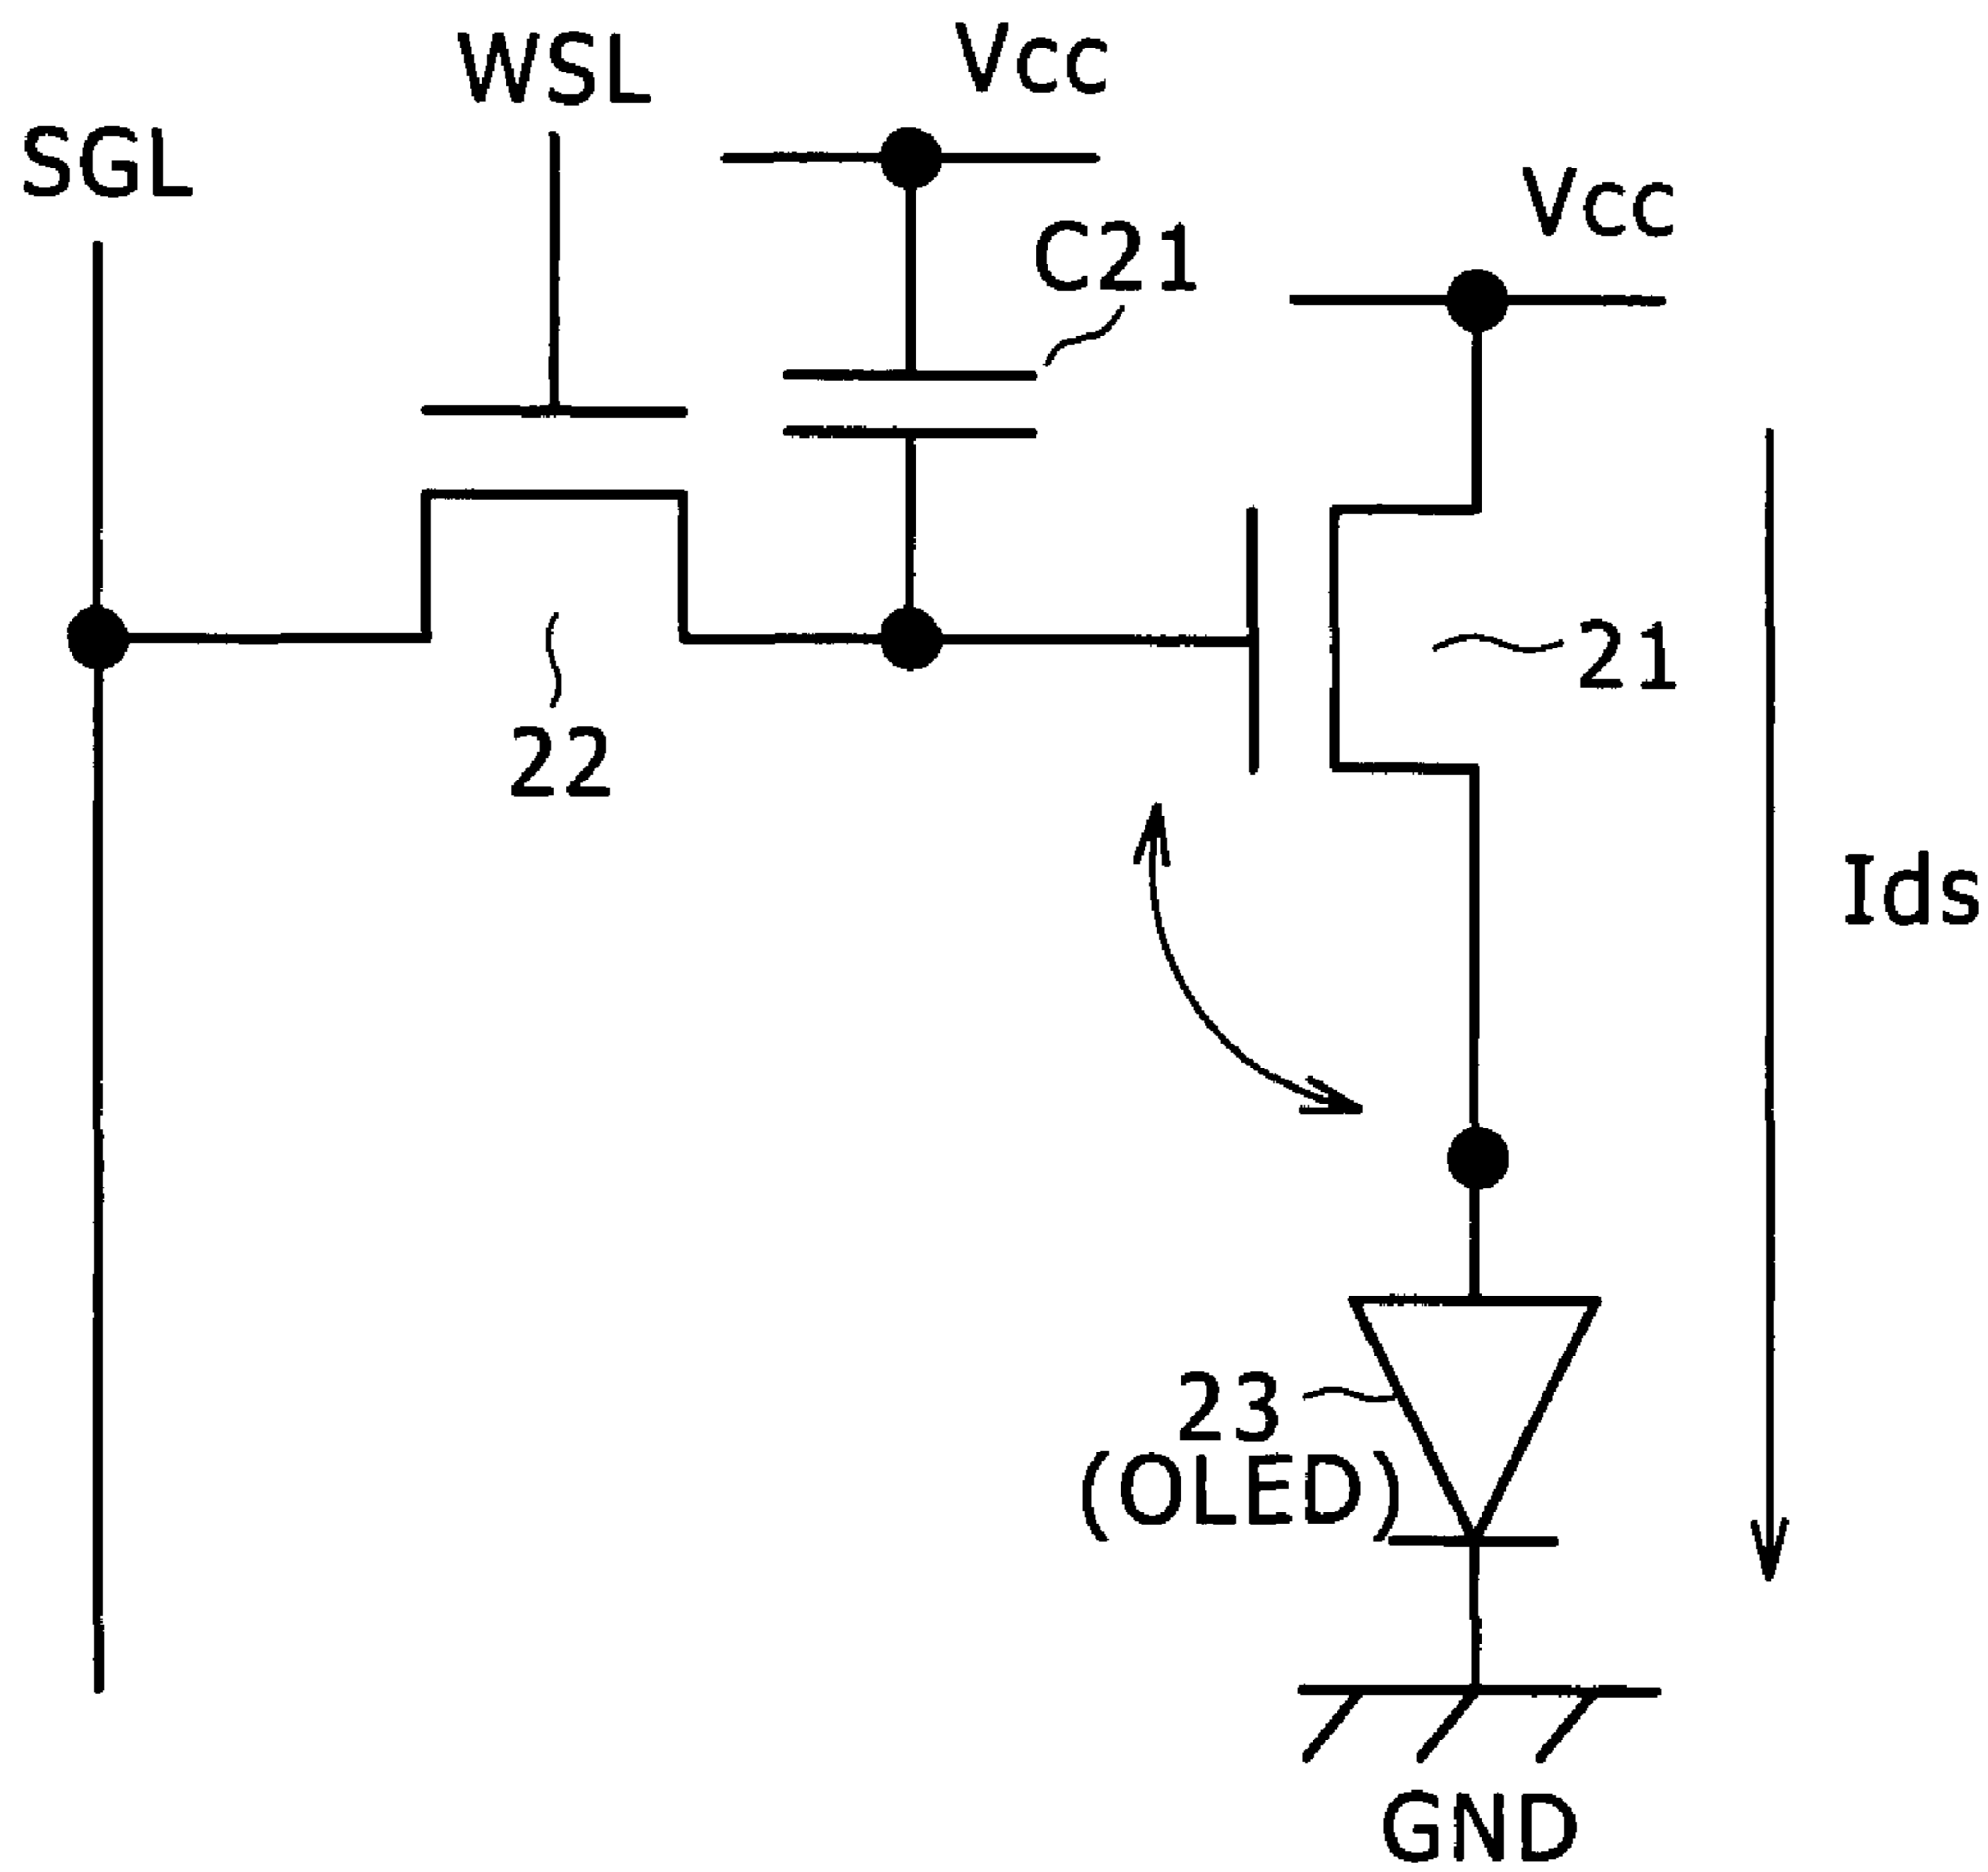 WSL
Vcc
SGL
Vcc
C21
21
22
Ids
23
(OLED)
GND